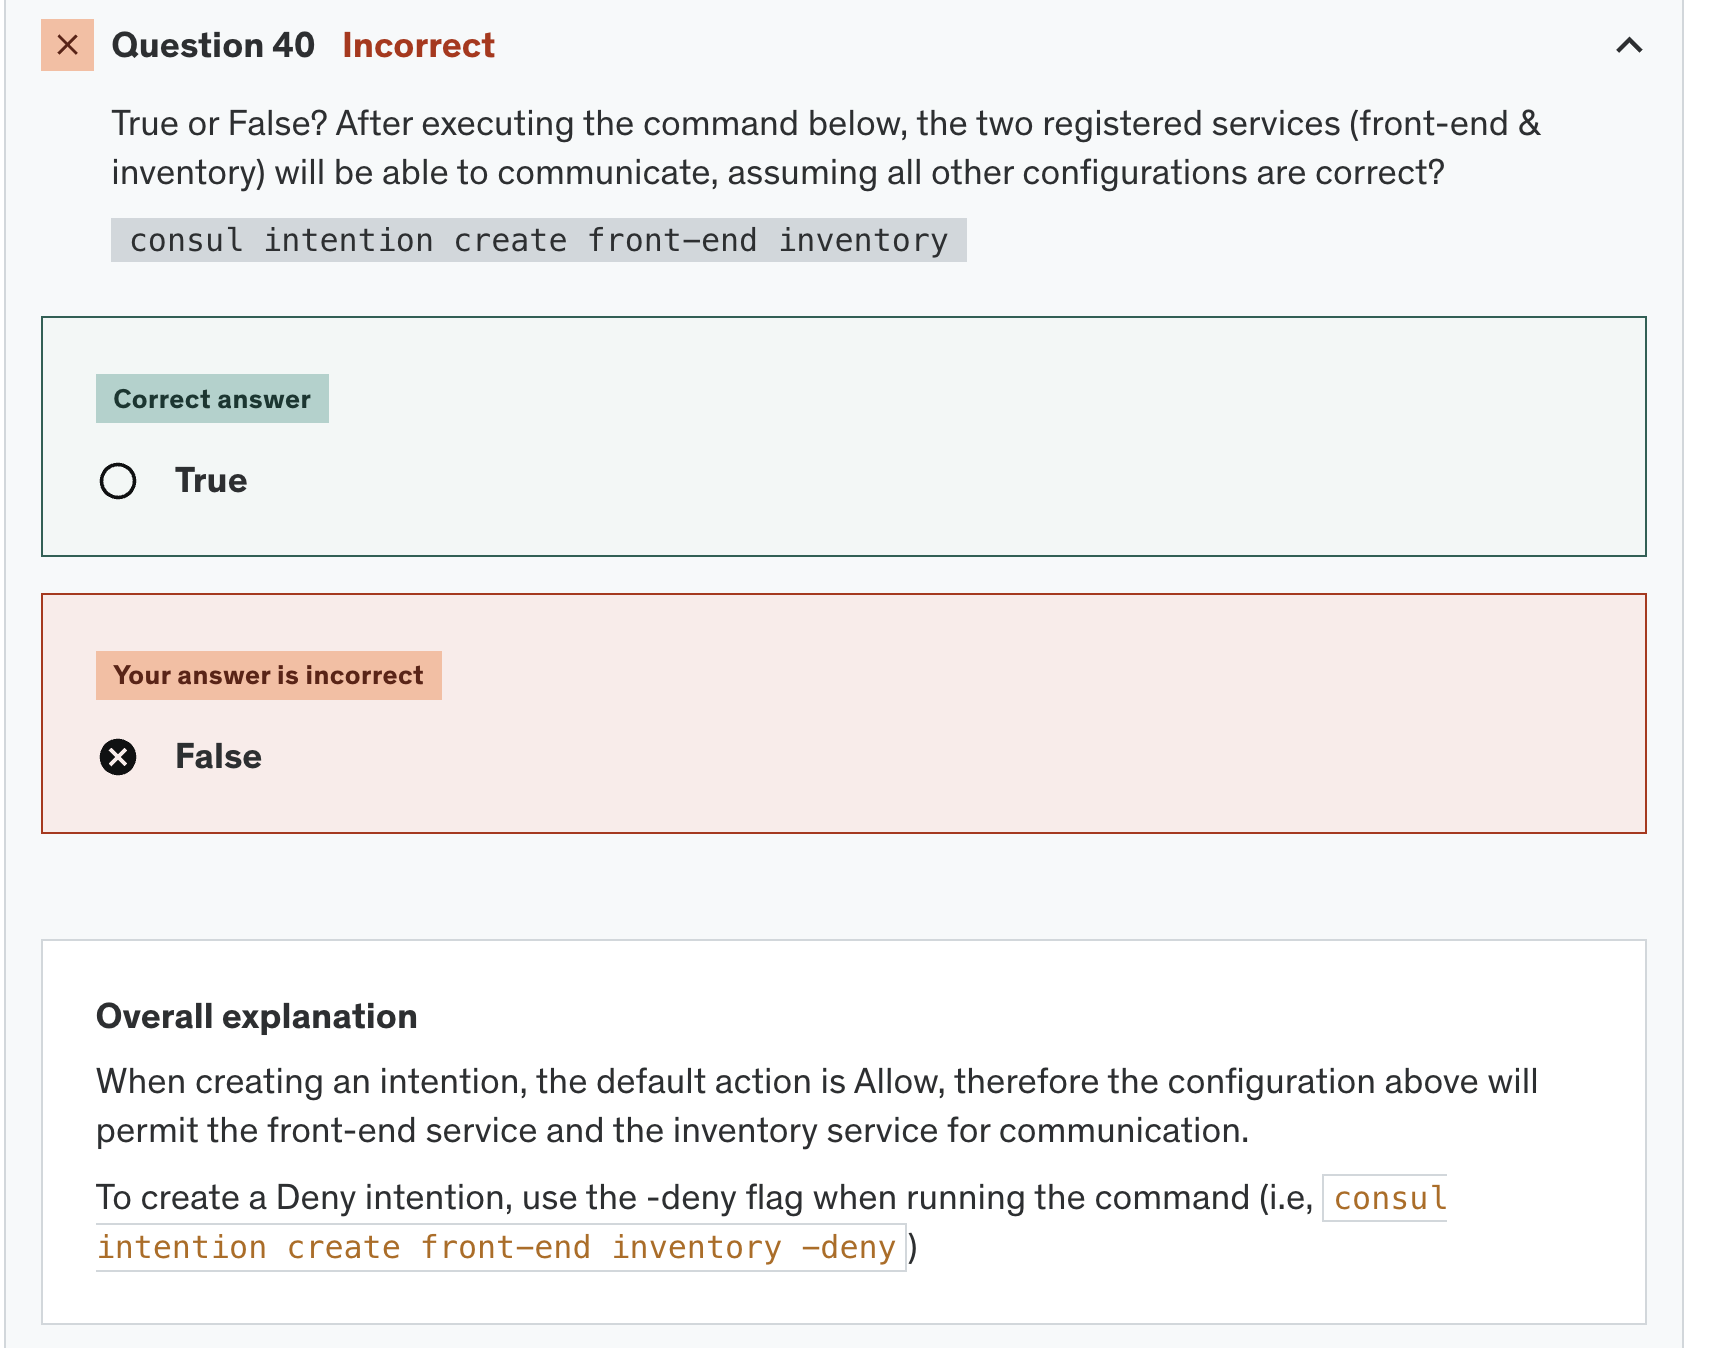 Question 40 Incorrect
True or False? After executing the command below, the two registered services (front-end &
inventory) will be able to communicate, assuming all other configurations are correct?
consul intention create front-end inventory
Correct answer
True
Your answer is incorrect
False
Overall explanation
When creating an intention, the default action is Allow, therefore the configuration above will
permit the front-end service and the inventory service for communication.
To create a Deny intention, use the -deny flag when running the command (i.e, consul
intention create front-end inventory -deny)